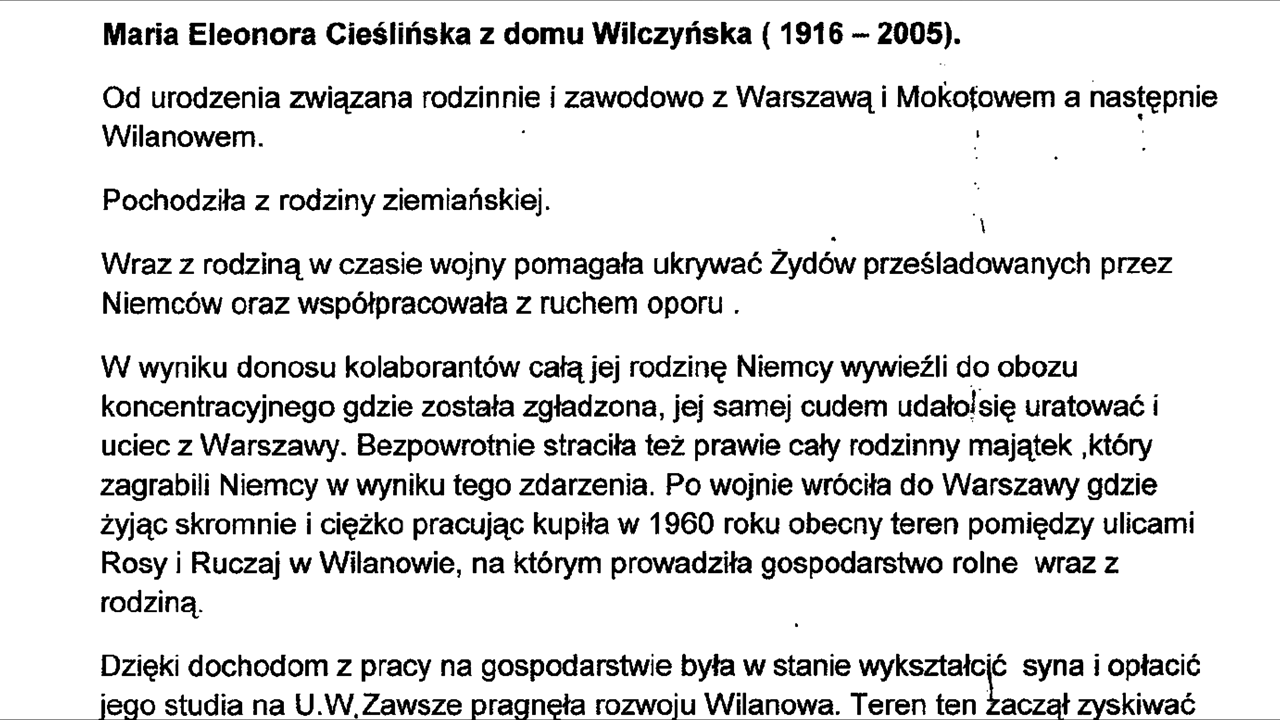 Maria Eleonora Cieślińska z domu Wilczyńska ( 1916 – 2005).
Od urodzenia związana rodzinnie i zawodowo z Warszawą i Mokotowem a następnie
Wilanowem.
Pochodziła z rodziny ziemiańskiej.
Wraz z rodziną w czasie wojny pomagała ukrywać Żydów prześladowanych przez
Niemców oraz współpracowała z ruchem oporu .
W wyniku donosu kolaborantów całą jej rodzinę Niemcy wywieźli do obozu
koncentracyjnego gdzie została zgładzona, jej samej cudem udało się uratować i
uciec z Warszawy. Bezpowrotnie straciła też prawie cały rodzinny majątek ,który
zagrabili Niemcy w wyniku tego zdarzenia. Po wojnie wróciła do Warszawy gdzie
żyjąc skromnie i ciężko pracując kupiła w 1960 roku obecny teren pomiędzy ulicami
Rosy i Ruczaj w Wilanowie, na którym prowadziła gospodarstwo rolne wraz z
rodziną.
Dzięki dochodom z pracy na gospodarstwie była w stanie wykształcić syna i opłacić
jego studia na U.W.Zawsze pragnęła rozwoju Wilanowa. Teren ten zaczął zyskiwać